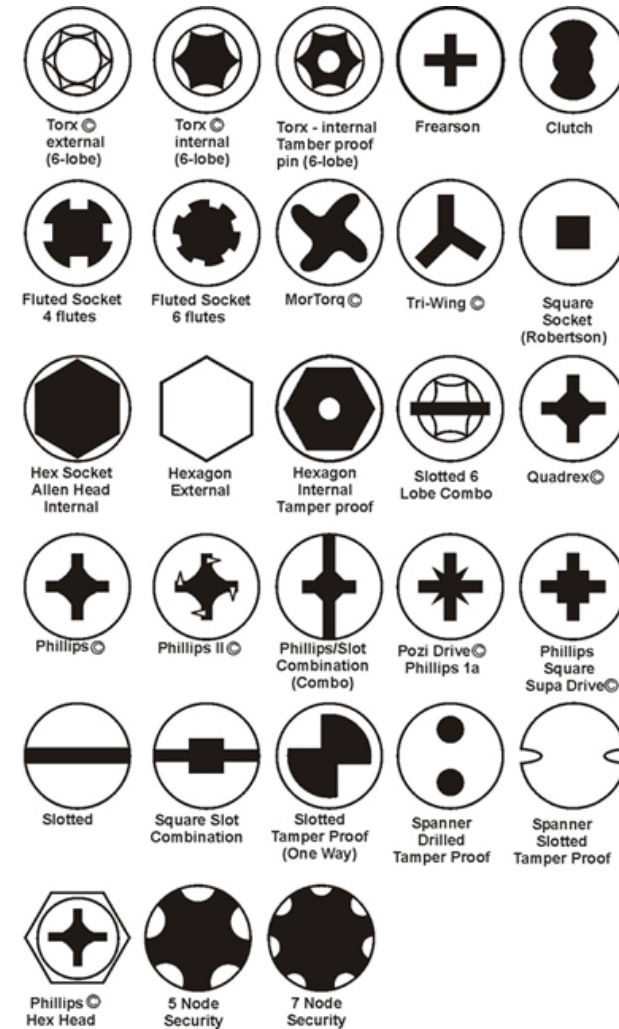 Torx ©
external
(6-lobe)
Torx ©
internal
(6-lobe)
Torx - internal
Tamber proof
pin (6-lobe)
Frearson
Clutch
Fluted Socket
4 flutes
Fluted Socket
6 flutes
MorTorq ©
Tri-Wing ©
Square
Socket
(Robertson)
Hex Socket
Allen Head
Internal
Hexagon
External
Hexagon
Internal
Tamper proof
Slotted 6
Lobe Combo
Quadrex©
Phillips©
Phillips II©
Phillips/Slot
Combination
(Combo)
Pozi Drive©
Phillips 1a
Phillips
Square
Supa Drive©
Slotted
Square Slot
Combination
Slotted
Tamper Proof
(One Way)
Spanner
Drilled
Tamper Proof
Spanner
Slotted
Tamper Proof
Phillips ©
Hex Head
5 Node
Security
7 Node
Security